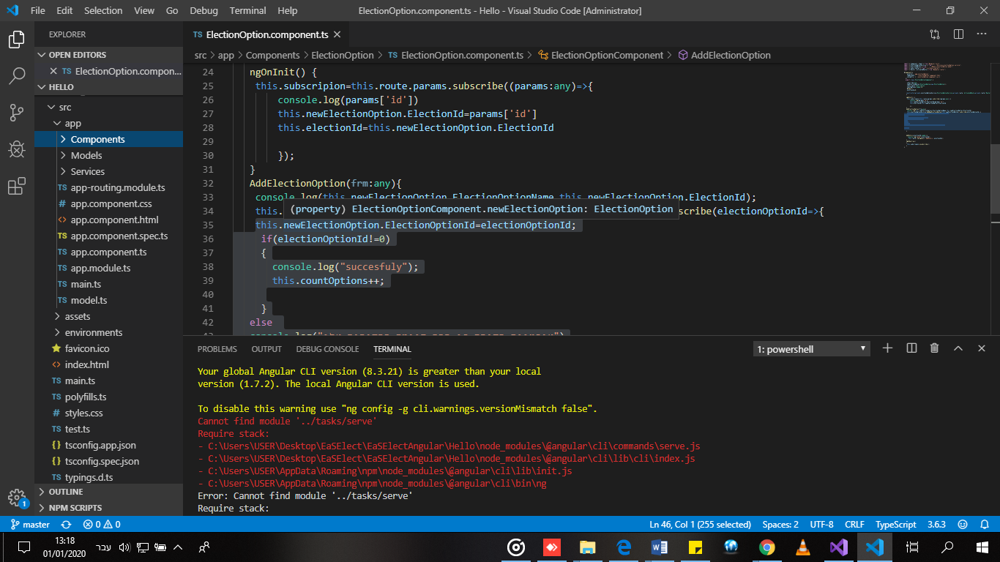 File Edit Selection View Go Debug Terminal Help
ElectionOption.component.ts - Hello - Visual Studio Code [Administrator]
EXPLORER
OPEN EDITORS
TS ElectionOption.compon...
HELLO
src
app
Components
Models
Services
TS app-routing.module.ts
# app.component.css
<> app.component.html
TS app.component.spec.ts
TS app.component.ts
TS app.module.ts
TS main.ts
TS model.ts
assets
environments
favicon.ico
<> index.html
TS main.ts
TS polyfills.ts
# styles.css
TS test.ts
{} tsconfig.app.json
{} tsconfig.spec.json
TS typings.d.ts
OUTLINE
NPM SCRIPTS
TS ElectionOption.component.ts
src > app > Components > ElectionOption > TS ElectionOption.component.ts > ElectionOptionComponent > AddElectionOption
24 ngOnInit() {
25 this.subscripion=this.route.params.subscribe((params:any)=>{
26 console.log(params['id'])
27 this.newElectionOption.ElectionId=params['id']
28 this.electionId=this.newElectionOption.ElectionId
29
30 });
31 }
32 AddElectionOption(frm:any){
33 console.log(this.newElectionOption.ElectionOptionName,this.newElectionOption.ElectionId);
(property) ElectionOptionComponent.newElectionOption: ElectionOption
34 this. scribe(electionOptionId=>{
35 this.newElectionOption.ElectionOptionId=electionOptionId;
36 if(electionOptionId!=0)
37 {
38 console.log("succesfuly");
39 this.countOptions++;
40
41 }
42 else
PROBLEMS OUTPUT DEBUG CONSOLE TERMINAL
1: powershell
Your global Angular CLI version (8.3.21) is greater than your local
version (1.7.2). The local Angular CLI version is used.
To disable this warning use "ng config -g cli.warnings.versionMismatch false".
Cannot find module '../tasks/serve'
Require stack:
- C:\Users\USER\Desktop\EaSElect\EaSElectAngular\Hello\node_modules\@angular\cli\commands\serve.js
- C:\Users\USER\Desktop\EaSElect\EaSElectAngular\Hello\node_modules\@angular\cli\lib\cli\index.js
- C:\Users\USER\AppData\Roaming\npm\node_modules\@angular\cli\lib\init.js
- C:\Users\USER\AppData\Roaming\npm\node_modules\@angular\cli\bin\ng
Error: Cannot find module '../tasks/serve'
Require stack:
1
master 0 0
Ln 46, Col 1 (255 selected) Spaces: 2 UTF-8 CRLF TypeScript 3.6.3
13:18
01/01/2020
עבר